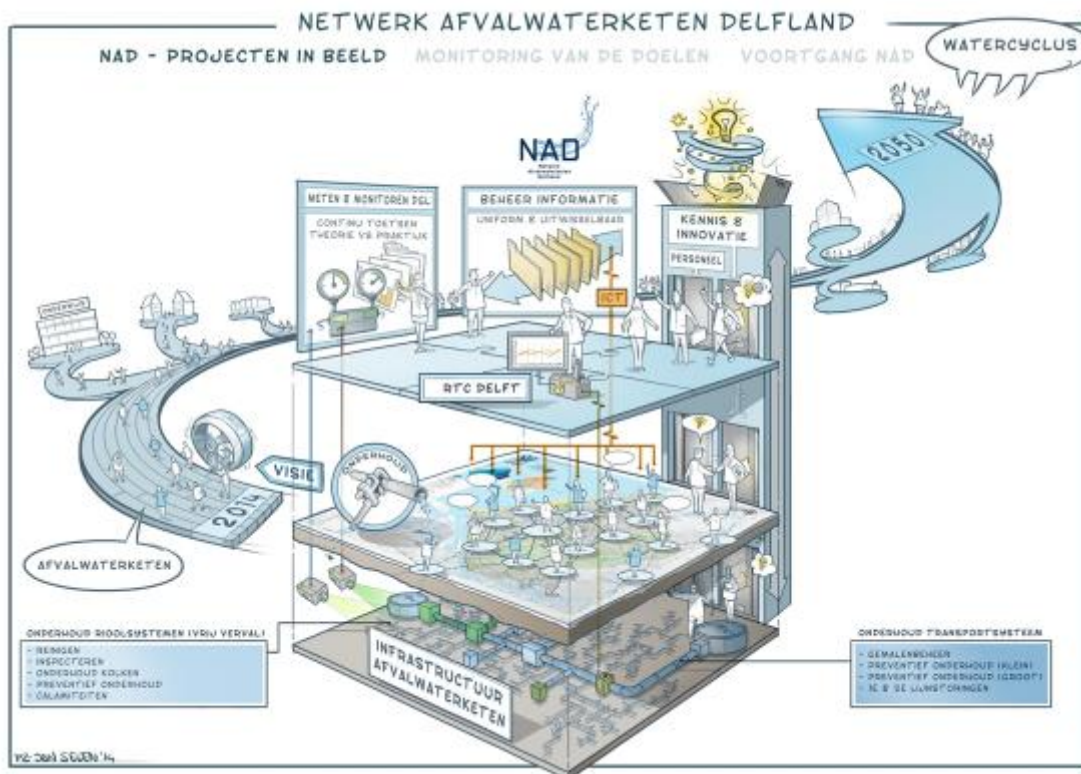 NETWERK AFVALWATERKETEN DELFLAND
NAD - PROJECTEN IN BEELD MONITORING VAN DE DOELEN VOORTGANG NAD
WATERCYCLUS
2050
NAD
METEN & MONITOREN DEL
CONTINU TOETSEN
THEORIE VS PRAKTIJK
BEHEER INFORMATIE
UNIFORM & UITWISSELBAAR
KENNIS &
INNOVATIE
PERSONEEL
ICT
ONDERWIJS
RTC DELFT
VISIE
ONDERHOUD
2014
AFVALWATERKETEN
ONDERHOUD RIOOLSYSTEMEN (VRIJ VERVAL)
- REINIGEN
- INSPECTEREN
- ONDERHOUD KOLKEN
- PREVENTIEF ONDERHOUD
- CALAMITEITEN
INFRASTRUCTUUR
AFVALWATERKETEN
ONDERHOUD TRANSPORTSYSTEEM
- GEMALENBEHEER
- PREVENTIEF ONDERHOUD (KLEIN)
- PREVENTIEF ONDERHOUD (GROOT)
- 1E & 2E LIJNSTORINGEN